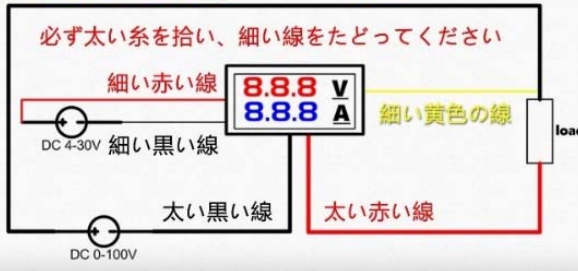 必ず太い糸を拾い、細い線をたどってください
細い赤い線
8.8.8 V
8.8.8 A
細い黄色の線
DC 4-30V 細い黒い線
load
太い黒い線
太い赤い線
DC 0-100V